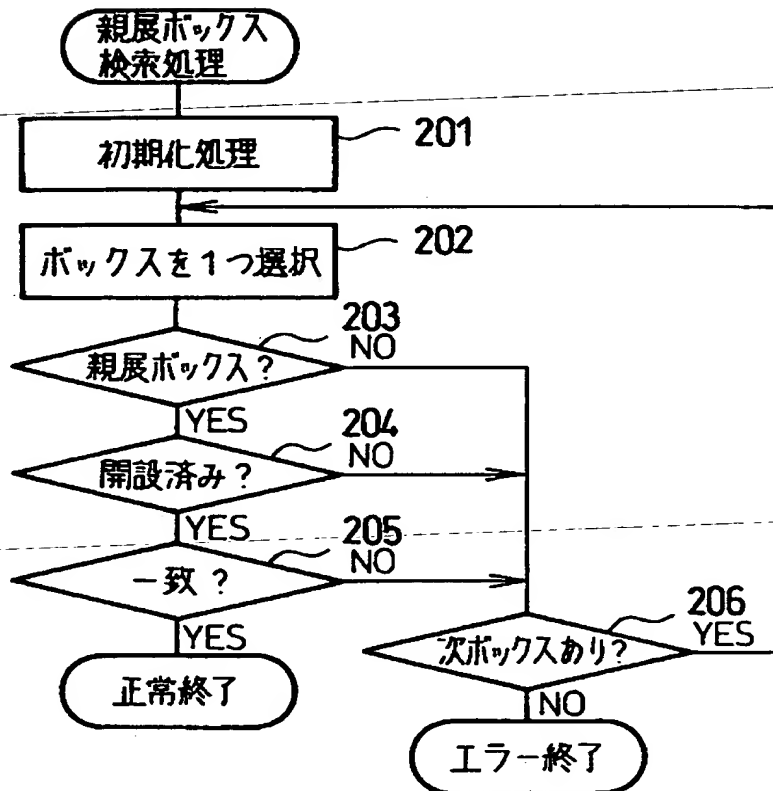 親展ボックス
検索処理
初期化処理
201
ボックスを1つ選択
202
親展ボックス?
203
NO
YES
開設済み?
204
NO
YES
一致?
205
NO
YES
正常終了
次ボックスあり?
206
YES
NO
エラー終了